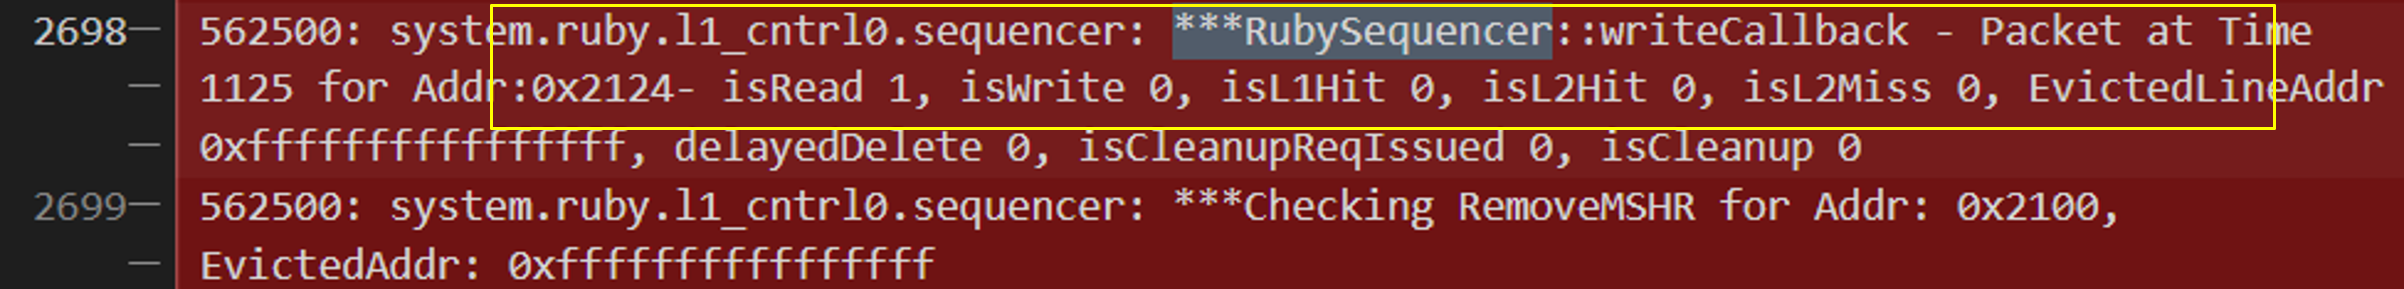 2698— 562500: system.ruby.l1_cntrl0.sequencer: ***RubySequencer::writeCallback - Packet at Time
— 1125 for Addr:0x2124- isRead 1, isWrite 0, isL1Hit 0, isL2Hit 0, isL2Miss 0, EvictedLineAddr
— 0xffffffffffffffff, delayedDelete 0, isCleanupReqIssued 0, isCleanup 0
2699— 562500: system.ruby.l1_cntrl0.sequencer: ***Checking RemoveMSHR for Addr: 0x2100,
— EvictedAddr: 0xffffffffffffffff